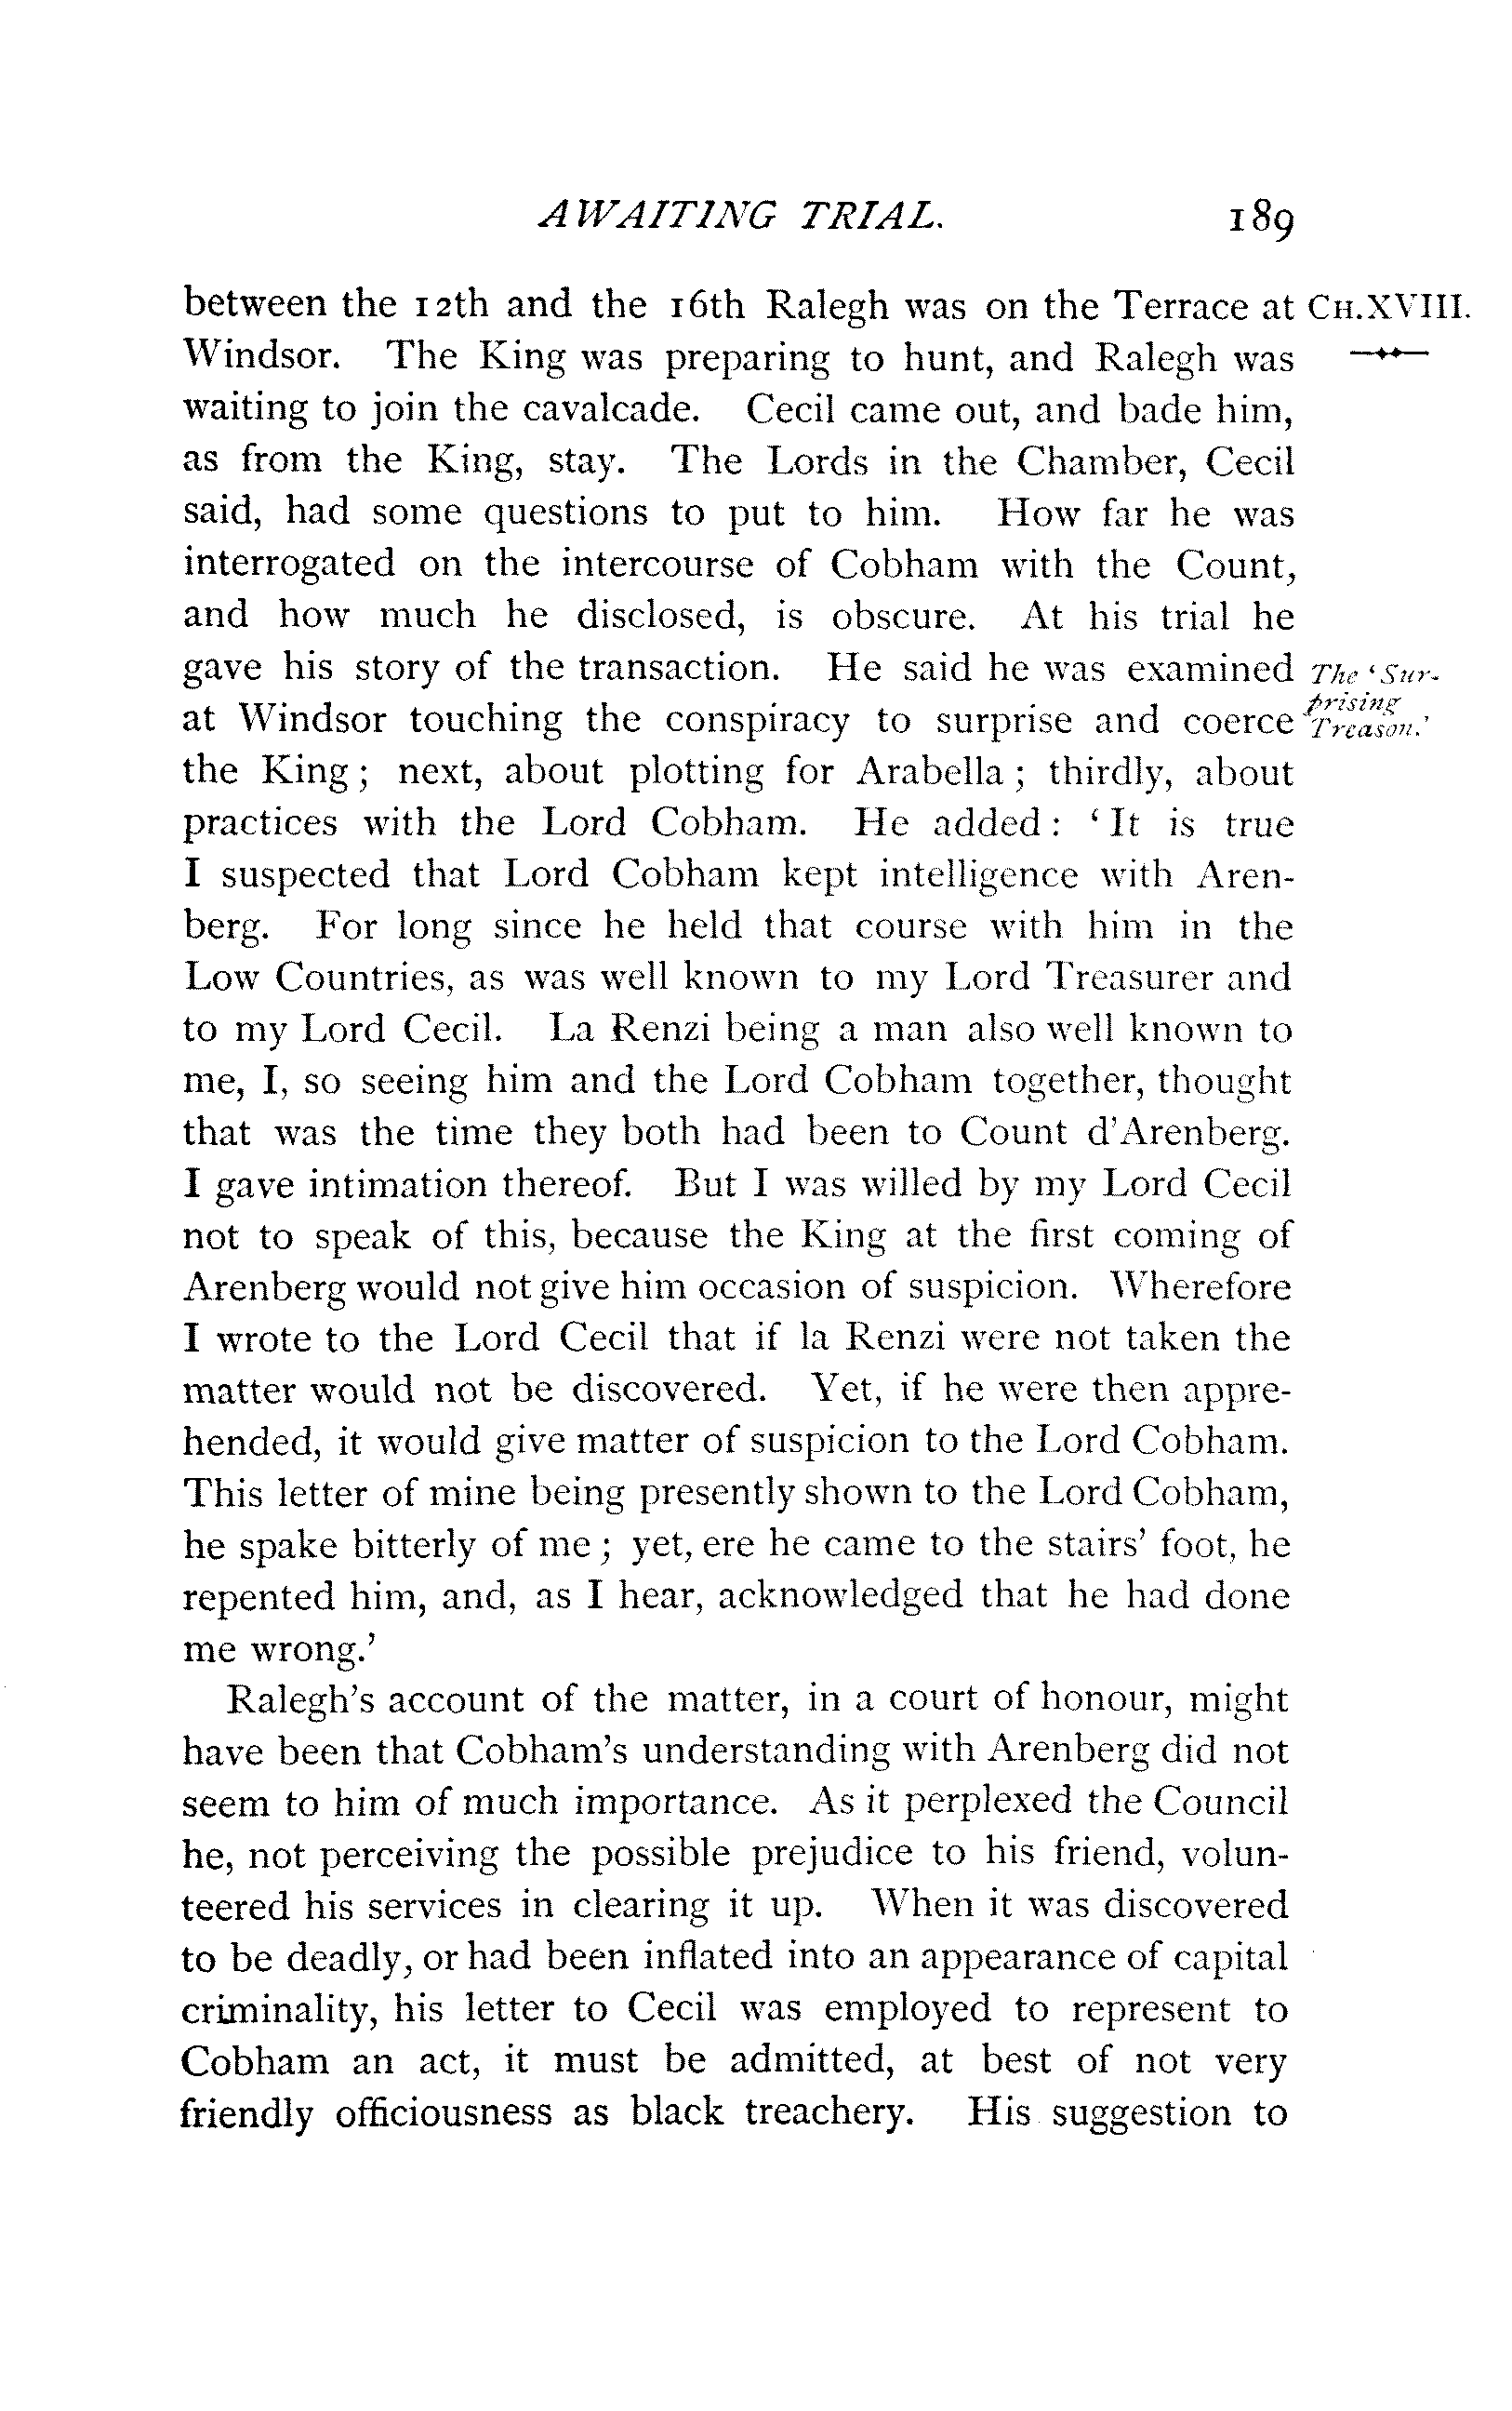 AWAITING TRIAL. 189
between the 12th and the 16th Ralegh was on the Terrace at CH. XVIII.
Windsor. The King was preparing to hunt, and Ralegh was
waiting to join the cavalcade. Cecil came out, and bade him,
as from the King, stay. The Lords in the Chamber, Cecil
said, had some questions to put to him. How far he was
interrogated on the intercourse of Cobham with the Count,
and how much he disclosed, is obscure. At his trial he
gave his story of the transaction. He said he was examined
The 'Sur-
prising
Treason.'
at Windsor touching the conspiracy to surprise and coerce
the King; next, about plotting for Arabella; thirdly, about
practices with the Lord Cobham. He added: 'It is true
I suspected that Lord Cobham kept intelligence with Aren-
berg. For long since he held that course with him in the
Low Countries, as was well known to my Lord Treasurer and
to my Lord Cecil. La Renzi being a man also well known to
me, I, so seeing him and the Lord Cobham together, thought
that was the time they both had been to Count d'Arenberg.
I gave intimation thereof. But I was willed by my Lord Cecil
not to speak of this, because the King at the first coming of
Arenberg would not give him occasion of suspicion. Wherefore
I wrote to the Lord Cecil that if la Renzi were not taken the
matter would not be discovered. Yet, if he were then appre-
hended, it would give matter of suspicion to the Lord Cobham.
This letter of mine being presently shown to the Lord Cobham,
he spake bitterly of me; yet, ere he came to the stairs' foot, he
repented him, and, as I hear, acknowledged that he had done
me wrong.'
Ralegh's account of the matter, in a court of honour, might
have been that Cobham's understanding with Arenberg did not
seem to him of much importance. As it perplexed the Council
he, not perceiving the possible prejudice to his friend, volun-
teered his services in clearing it up. When it was discovered
to be deadly, or had been inflated into an appearance of capital
criminality, his letter to Cecil was employed to represent to
Cobham an act, it must be admitted, at best of not very
friendly officiousness as black treachery. His suggestion to